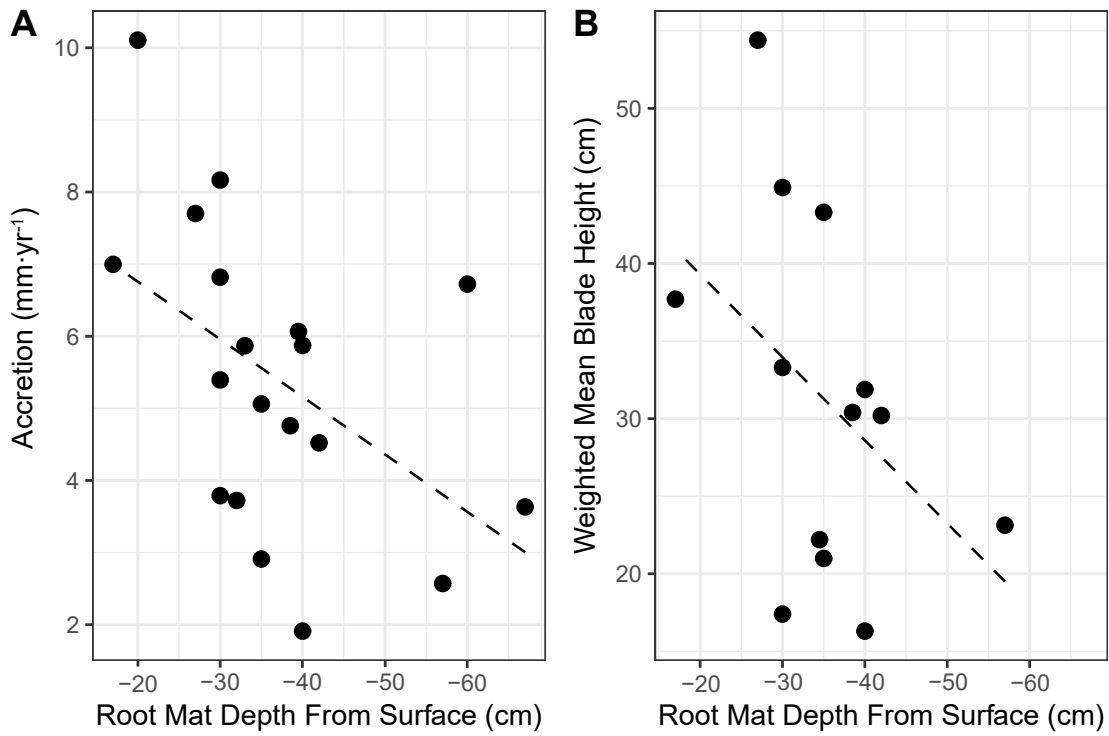 A
Accretion (mm·yr⁻¹)
10
8
6
4
2
−20 −30 −40 −50 −60
Root Mat Depth From Surface (cm)
B
Weighted Mean Blade Height (cm)
50
40
30
20
−20 −30 −40 −50 −60
Root Mat Depth From Surface (cm)